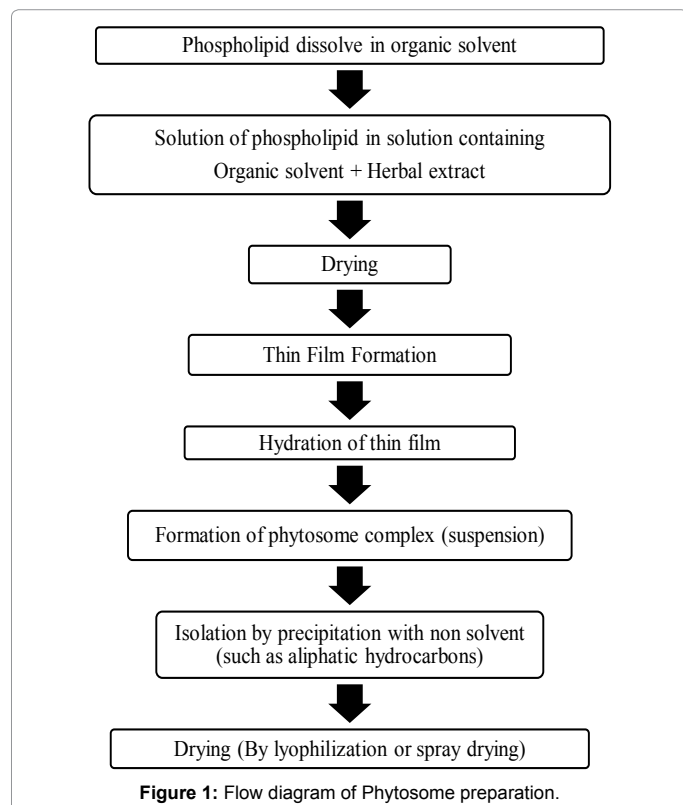 Phospholipid dissolve in organic solvent
Solution of phospholipid in solution containing
Organic solvent + Herbal extract
Drying
Thin Film Formation
Hydration of thin film
Formation of phytosome complex (suspension)
Isolation by precipitation with non solvent
(such as aliphatic hydrocarbons)
Drying (By lyophilization or spray drying)
Figure 1: Flow diagram of Phytosome preparation.